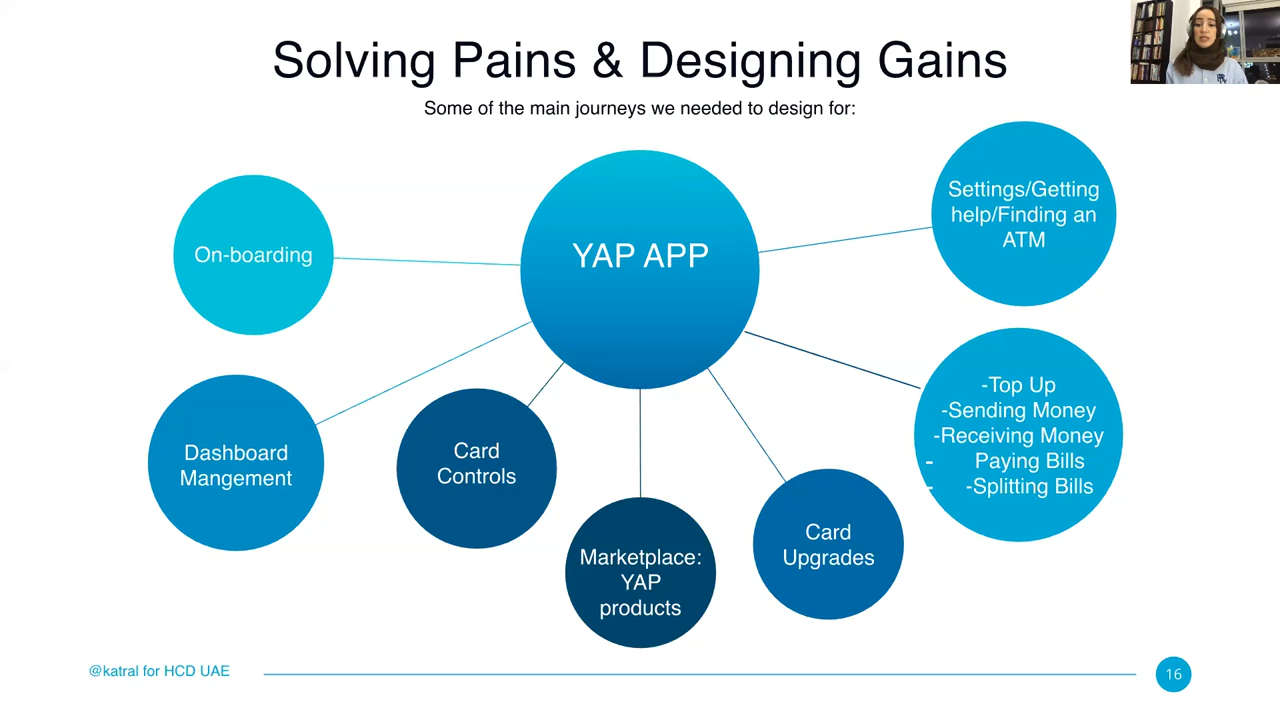 Solving Pains & Designing Gains
Some of the main journeys we needed to design for:
YAP APP
On-boarding
Dashboard
Mangement
Card
Controls
Marketplace:
YAP
products
Card
Upgrades
-Top Up
-Sending Money
-Receiving Money
- Paying Bills
- -Splitting Bills
Settings/Getting
help/Finding an
ATM
@katral for HCD UAE
16